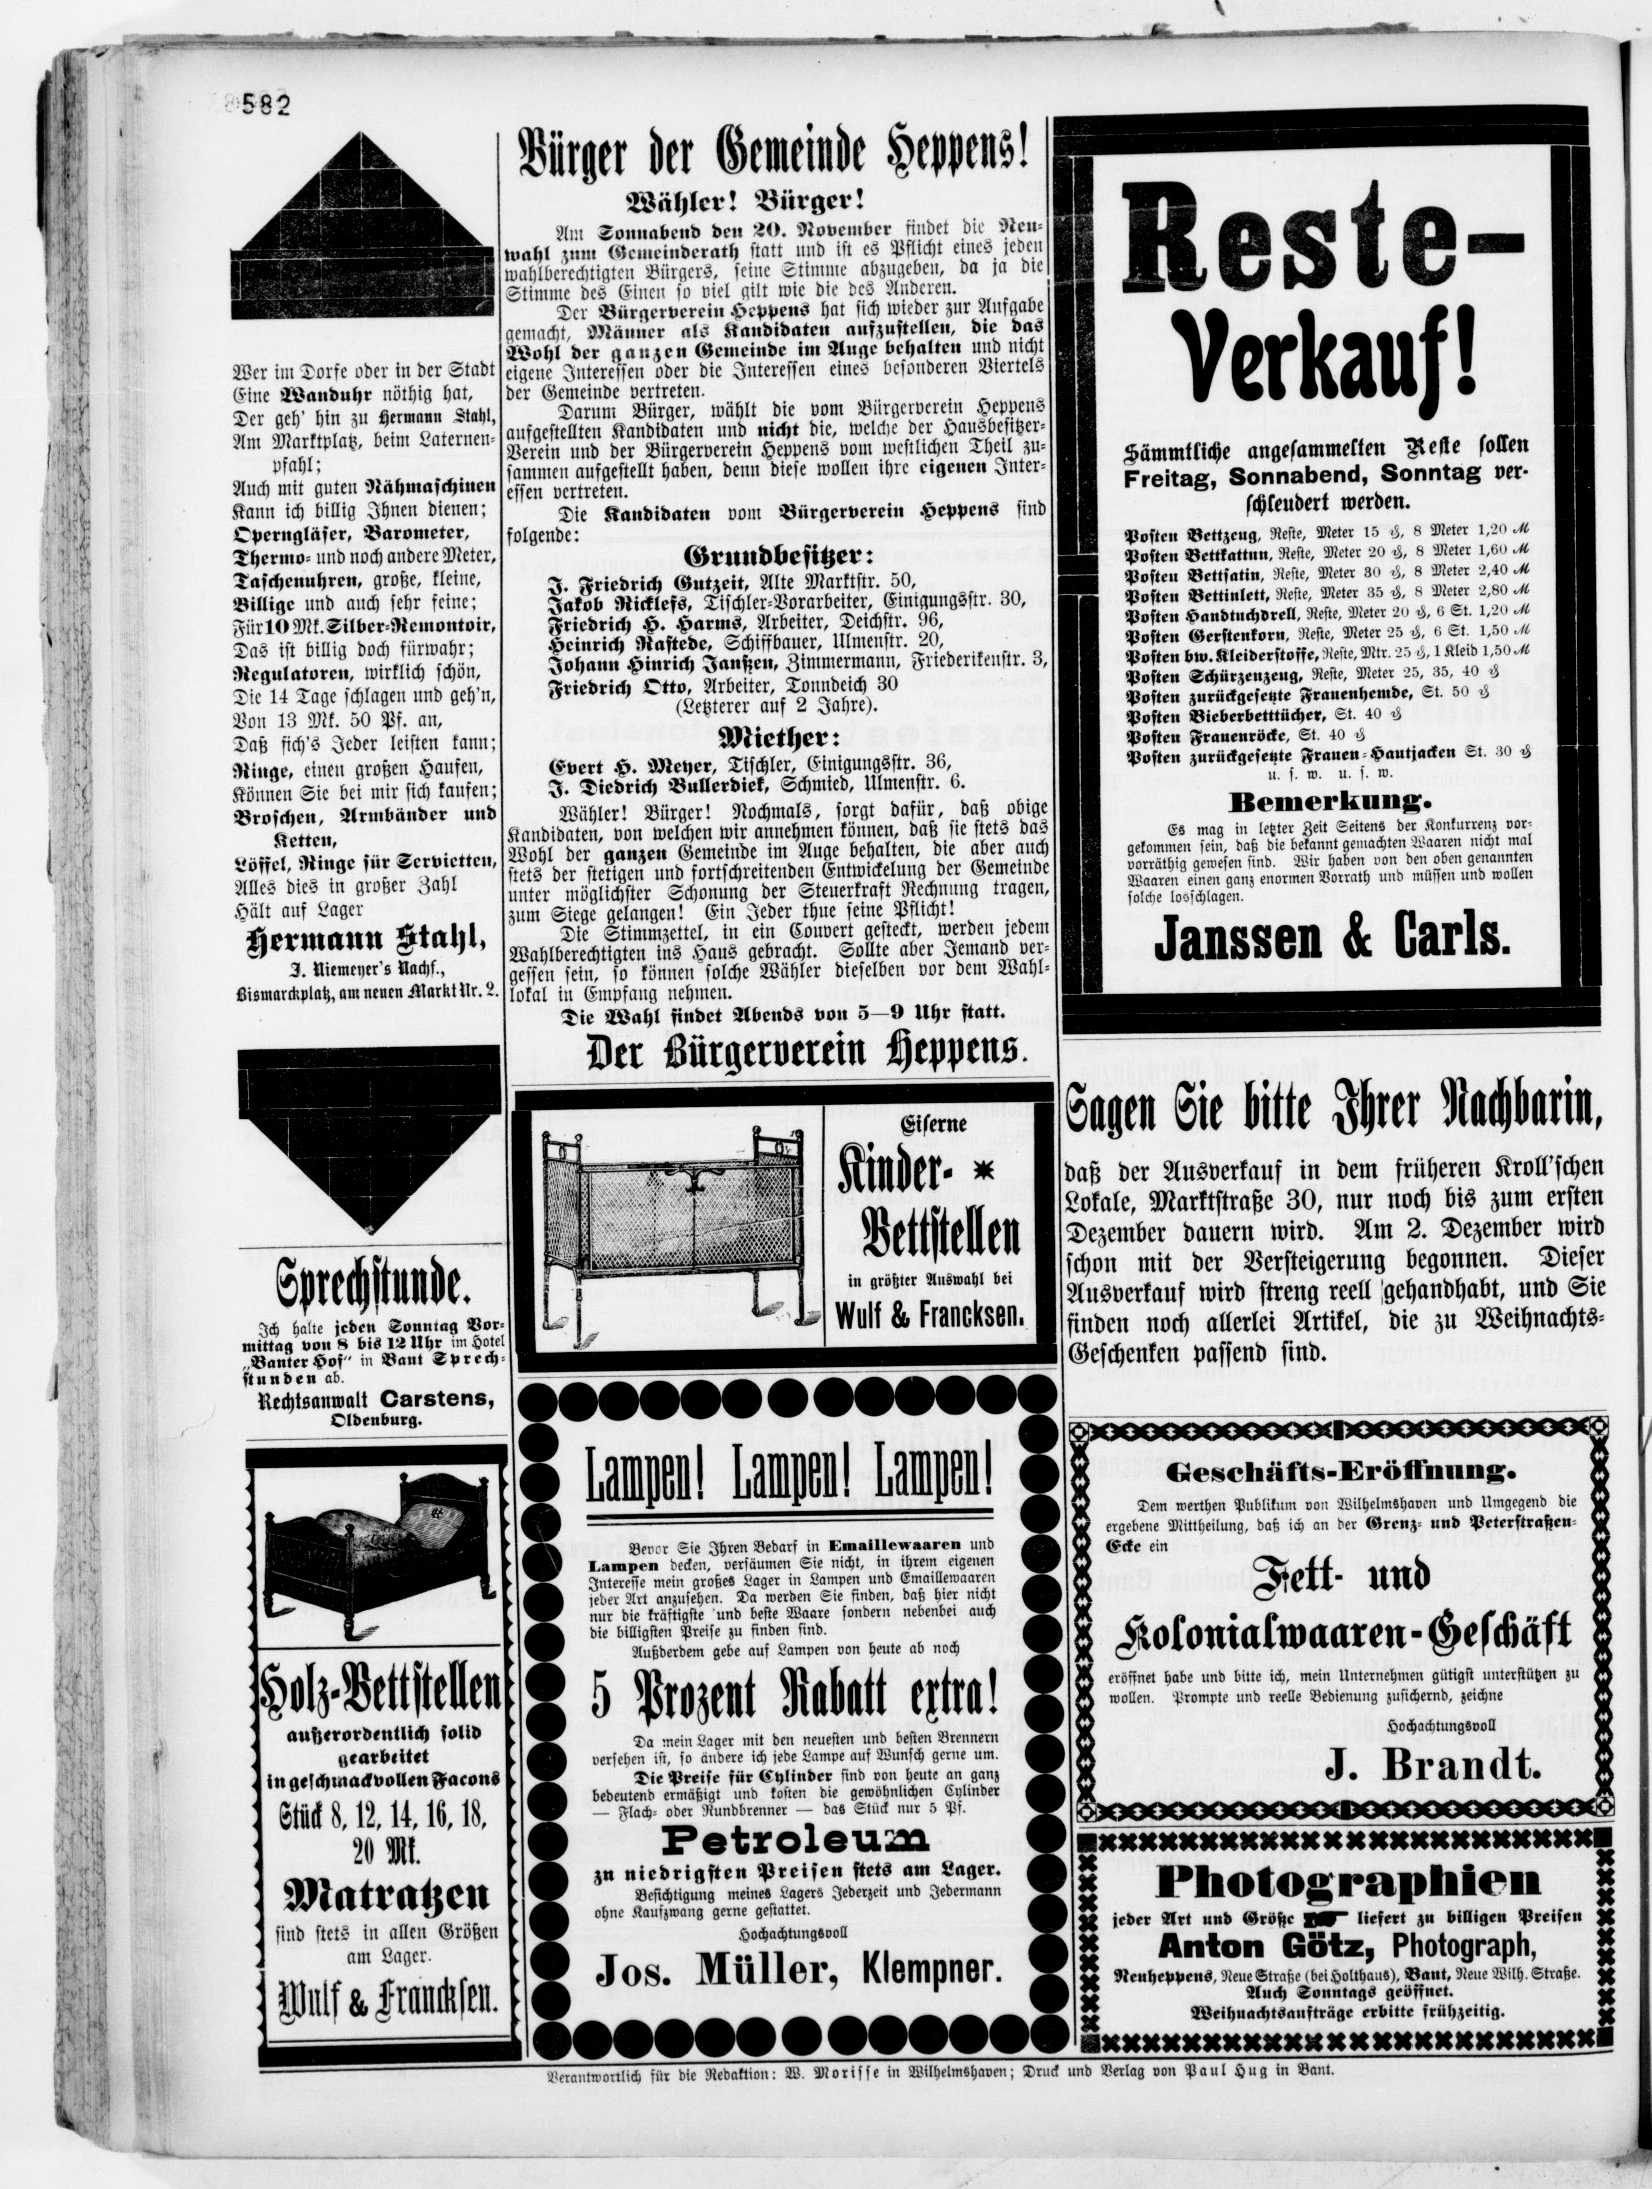 582
Wer im Dorfe oder in der Stadt
Eine Wanduhr nöthig hat,
Der geh' hin zu Hermann Stahl,
Am Marktplatz, beim Laternen-
pfahl;
Auch mit guten Nähmaschinen
Kann ich billig Ihnen dienen;
Operngläser, Barometer,
Thermo- und noch andere Meter,
Taschenuhren, große, kleine,
Billige und auch sehr feine;
Für 10 Mk. Silber-Remontoir,
Das ist billig doch fürwahr;
Regulatoren, wirklich schön,
Die 14 Tage schlagen und geh'n,
Von 13 Mk. 50 Pf. an,
Daß sich's Jeder leisten kann;
Ringe, einen großen Haufen,
Können Sie bei mir sich kaufen;
Broschen, Armbänder und
Ketten,
Löffel, Ringe für Servietten,
Alles dies in großer Zahl
Hält auf Lager
Hermann Stahl,
J. Niemeyer's Nachf.,
Bismarckplatz, am neuen Markt Nr. 2.
Sprechstunde.
Ich halte jeden Sonntag Vor-
mittag von 8 bis 12 Uhr im Hotel
„Banter Hof" in Bant Sprech-
stunden ab.
Rechtsanwalt Carstens,
Oldenburg.
Holz-Bettstellen
außerordentlich solid
gearbeitet
in geschmackvollen Facons
Stück 8, 12, 14, 16, 18,
20 Mk.
Matratzen
sind stets in allen Größen
am Lager.
Wulf & Francksen.
Bürger der Gemeinde Heppens!
Wähler! Bürger!
Am Sonnabend den 20. November findet die Neu-
wahl zum Gemeinderath statt und ist es Pflicht eines jeden
wahlberechtigten Bürgers, seine Stimme abzugeben, da ja die
Stimme des Einen so viel gilt wie die des Anderen.
Der Bürgerverein Heppens hat sich wieder zur Aufgabe
gemacht, Männer als Kandidaten aufzustellen, die das
Wohl der ganzen Gemeinde im Auge behalten und nicht
eigene Interessen oder die Interessen eines besonderen Viertels
der Gemeinde vertreten.
Darum Bürger, wählt die vom Bürgerverein Heppens
aufgestellten Kandidaten und nicht die, welche der Hausbesitzer-
Verein und der Bürgerverein Heppens vom westlichen Theil zu-
sammen aufgestellt haben, denn diese wollen ihre eigenen Inter-
essen vertreten.
Die Kandidaten vom Bürgerverein Heppens sind
folgende:
Grundbesitzer:
J. Friedrich Gutzeit, Alte Marktstr. 50,
Jakob Ricklefs, Tischler-Vorarbeiter, Einigungsstr. 30,
Friedrich H. Harms, Arbeiter, Deichstr. 96,
Heinrich Rastede, Schiffbauer, Ulmenstr. 20,
Johann Hinrich Janßen, Zimmermann, Friederikenstr. 3,
Friedrich Otto, Arbeiter, Tonndeich 30
(Letzterer auf 2 Jahre).
Miether:
Evert H. Meyer, Tischler, Einigungsstr. 36,
J. Diedrich Bullerdiek, Schmied, Ulmenstr. 6.
Wähler! Bürger! Nochmals, sorgt dafür, daß obige
Kandidaten, von welchen wir annehmen können, daß sie stets das
Wohl der ganzen Gemeinde im Auge behalten, die aber auch
stets der stetigen und fortschreitenden Entwickelung der Gemeinde
unter möglichster Schonung der Steuerkraft Rechnung tragen,
zum Siege gelangen! Ein Jeder thue seine Pflicht!
Die Stimmzettel, in ein Couvert gesteckt, werden jedem
Wahlberechtigten ins Haus gebracht. Sollte aber Jemand ver-
gessen sein, so können solche Wähler dieselben vor dem Wahl-
lokal in Empfang nehmen.
Die Wahl findet Abends von 5—9 Uhr statt.
Der Bürgerverein Heppens.
Eiserne
Kinder-
Bettstellen
in größter Auswahl bei
Wulf & Francksen.
Lampen! Lampen! Lampen!
Bevor Sie Ihren Bedarf in Emaillewaaren und
Lampen decken, versäumen Sie nicht, in ihrem eigenen
Interesse mein großes Lager in Lampen und Emaillewaaren
jeder Art anzusehen. Da werden Sie finden, daß hier nicht
nur die kräftigste und beste Waare sondern nebenbei auch
die billigsten Preise zu finden sind.
Außderdem gebe auf Lampen von heute ab noch
5 Prozent Rabatt extra!
Da mein Lager mit den neuesten und besten Brennern
versehen ist, so ändere ich jede Lampe auf Wunsch gerne um.
Die Preise für Cylinder sind von heute an ganz
bedeutend ermäßigt und kosten die gewöhnlichen Cylinder
— Flach- oder Rundbrenner — das Stück nur 5 Pf.
Petroleum
zu niedrigsten Preisen stets am Lager.
Besichtigung meines Lagers Jederzeit und Jedermann
ohne Kaufzwang gerne gestattet.
Hochachtungsvoll
Jos. Müller, Klempner.
Reste-
Verkauf!
Sämmtliche angesammelten Reste sollen
Freitag, Sonnabend, Sonntag ver-
schleudert werden.
Posten Bettzeug, Reste, Meter 15 ₰, 8 Meter 1,20 ℳ
Posten Bettkattun, Reste, Meter 20 ₰, 8 Meter 1,60 ℳ
Posten Bettsatin, Reste, Meter 30 ₰, 8 Meter 2,40 ℳ
Posten Bettinlett, Reste, Meter 35 ₰, 8 Meter 2,80 ℳ
Posten Handtuchdrell, Reste, Meter 20 ₰, 6 St. 1,20 ℳ
Posten Gerstenkorn, Reste, Meter 25 ₰, 6 St. 1,50 ℳ
Posten bw. Kleiderstoffe, Reste, Mtr. 25 ₰, 1 Kleid 1,50 ℳ
Posten Schürzenzeug, Reste, Meter 25, 35, 40 ₰
Posten zurückgesetzte Frauenhemde, St. 50 ₰
Posten Bieberbetttücher, St. 40 ₰
Posten Frauenröcke, St. 40 ₰
Posten zurückgesetzte Frauen-Hautjacken St. 30 ₰
u. s. w. u. s. w.
Bemerkung.
Es mag in letzter Zeit Seitens der Konkurrenz vor-
gekommen sein, daß die bekannt gemachten Waaren nicht mal
vorräthig gewesen sind. Wir haben von den oben genannten
Waaren einen ganz enormen Vorrath und müssen und wollen
solche losschlagen.
Janssen & Carls.
Sagen Sie bitte Ihrer Nachbarin,
daß der Ausverkauf in dem früheren Kroll'schen
Lokale, Marktstraße 30, nur noch bis zum ersten
Dezember dauern wird. Am 2. Dezember wird
schon mit der Versteigerung begonnen. Dieser
Ausverkauf wird streng reell gehandhabt, und Sie
finden noch allerlei Artikel, die zu Weihnachts-
Geschenken passend sind.
Geschäfts-Eröffnung.
Dem werthen Publikum von Wilhelmshaven und Umgegend die
ergebene Mittheilung, daß ich an der Grenz- und Peterstraßen-
Ecke ein
Fett- und
Kolonialwaaren-Geschäft
eröffnet habe und bitte ich, mein Unternehmen gütigst unterstützen zu
wollen. Prompte und reelle Bedienung zusichernd, zeichne
Hochachtungsvoll
J. Brandt.
Photographien
jeder Art und Größe liefert zu billigen Preisen
Anton Götz, Photograph,
Neuheppens, Neue Straße (bei Holthaus), Bant, Neue Wilh. Straße.
Auch Sonntags geöffnet.
Weihnachtsaufträge erbitte frühzeitig.
Verantwortlich für die Redaktion: W. Morisse in Wilhelmshaven; Druck und Verlag von Paul Hug in Bant.